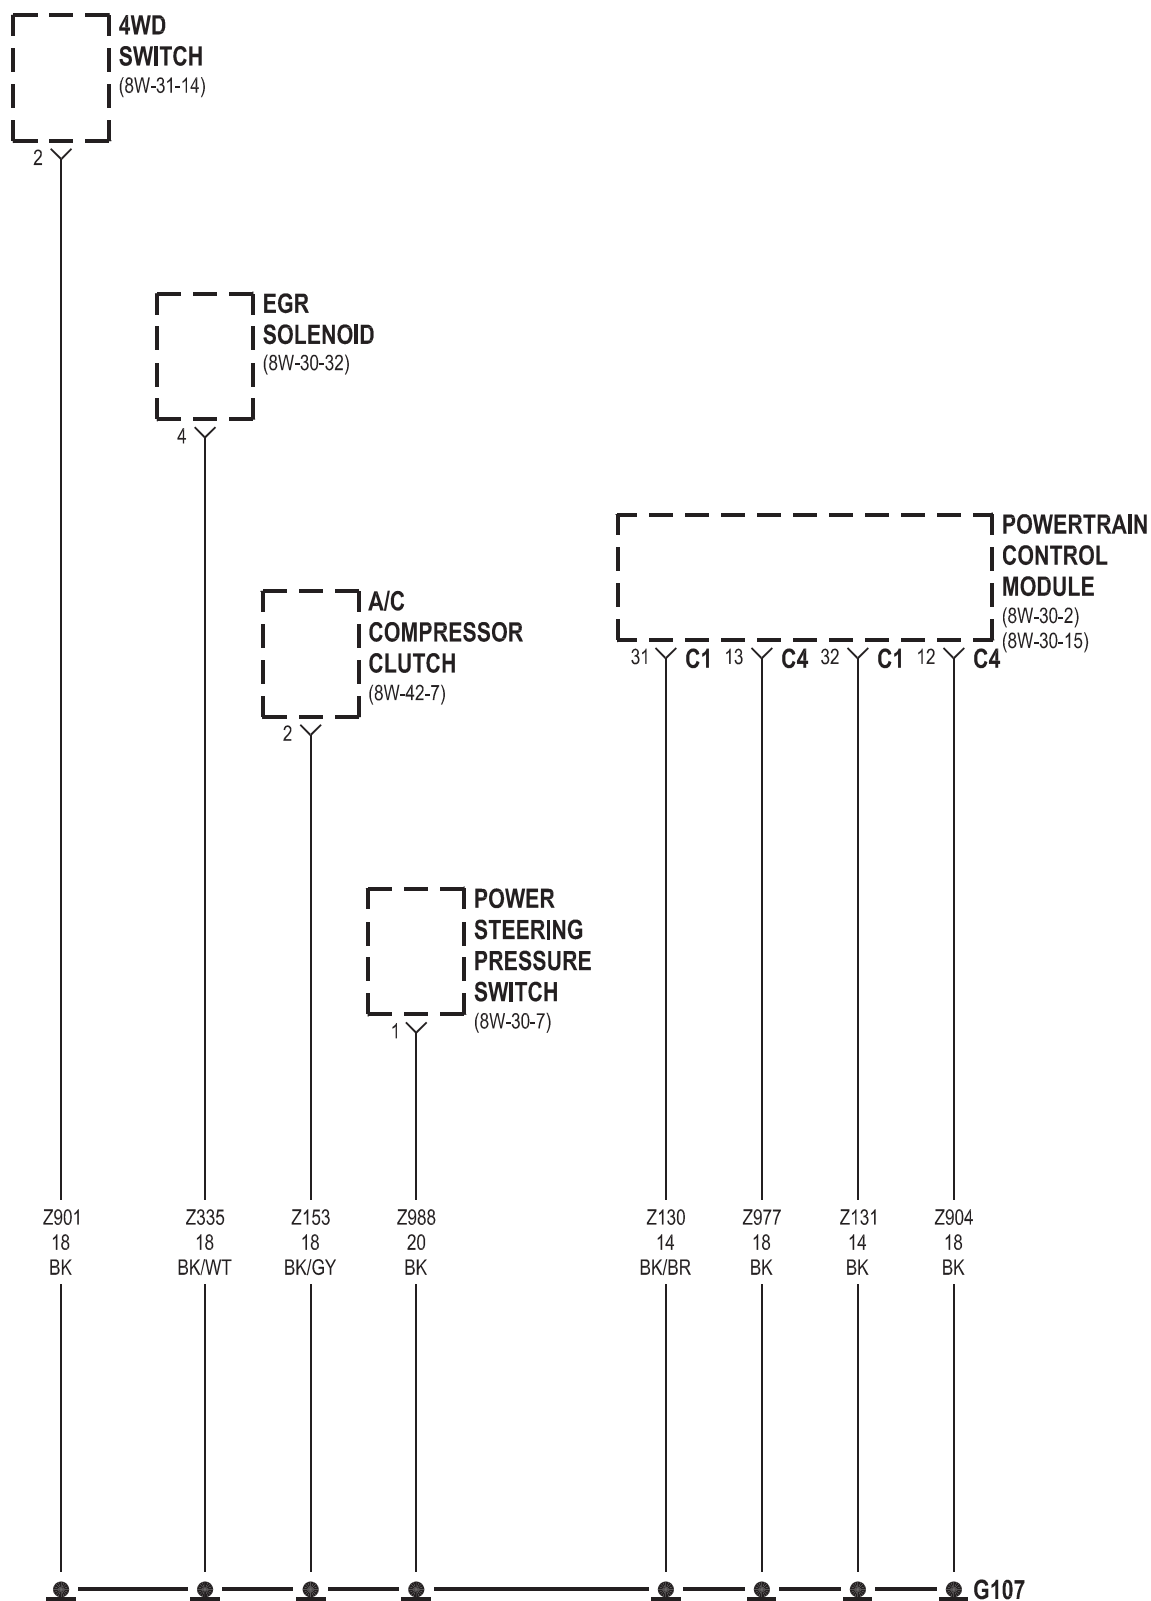 4WD
SWITCH
(8W-31-14)
2
EGR
SOLENOID
(8W-30-32)
4
A/C
COMPRESSOR
CLUTCH
(8W-42-7)
2
POWER
STEERING
PRESSURE
SWITCH
(8W-30-7)
1
POWERTRAIN
CONTROL
MODULE
(8W-30-2)
(8W-30-15)
31 C1 13 C4 32 C1 12 C4
Z901 Z335 Z153 Z988 Z130 Z977 Z131 Z904
18 18 18 20 14 18 14 18
BK BK/WT BK/GY BK BK/BR BK BK BK
G107